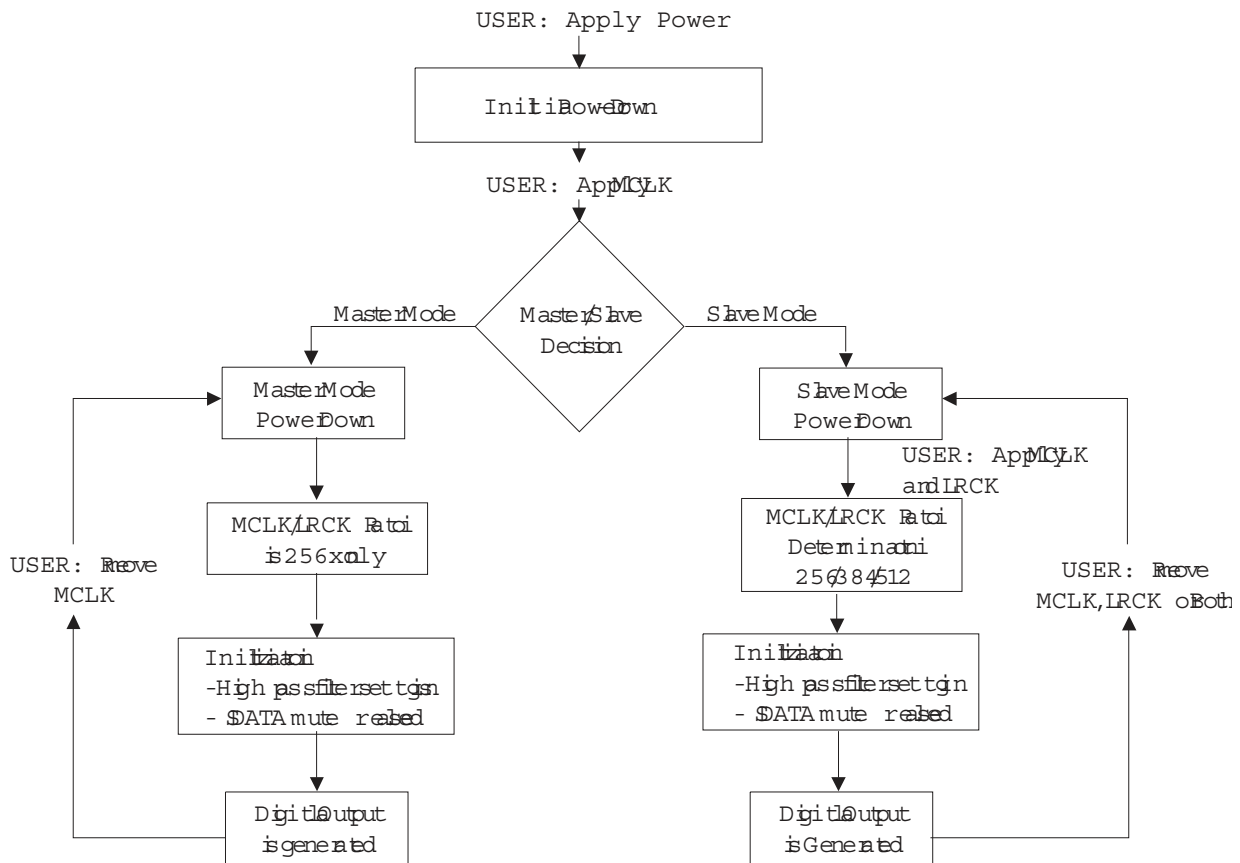 USER: Apply Power
Initial Power-Down
USER: Apply MCLK
Master/Slave
Decision
Master Mode
Slave Mode
Master Mode
Power Down
MCLK/LRCK Ratio
is 256x only
Initialization
-High pass filter settings
- SDATA mute released
Digital Output
is generated
USER: Remove
MCLK
Slave Mode
Power Down
USER: Apply MCLK
and LRCK
MCLK/LRCK Ratio
Determination
256/384/512
Initialization
-High pass filter setting
- SDATA mute released
Digital Output
is Generated
USER: Remove
MCLK, LRCK or Both